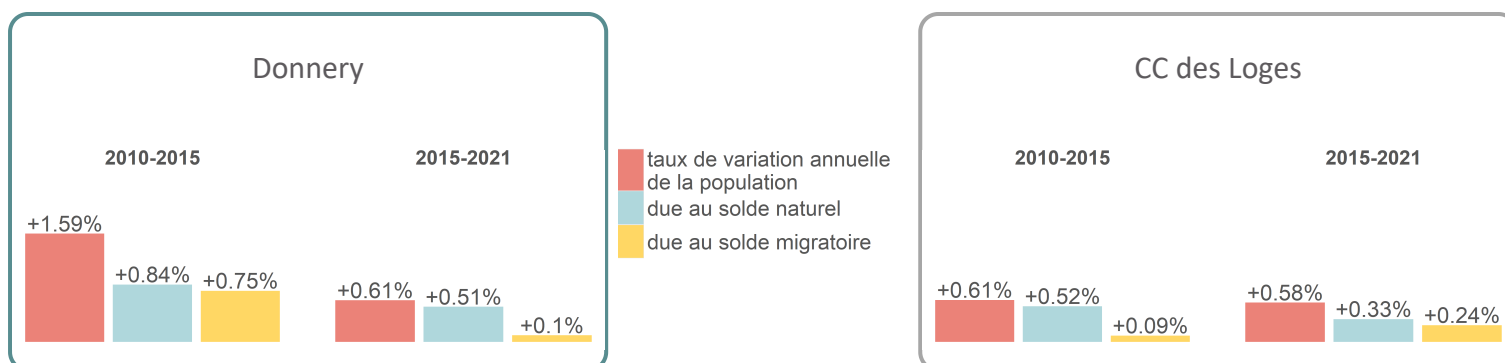 Donnery
2010-2015
2015-2021
+1.59%
+0.84%
+0.75%
+0.61%
+0.51%
+0.1%
taux de variation annuelle
de la population
due au solde naturel
due au solde migratoire
CC des Loges
2010-2015
2015-2021
+0.61%
+0.52%
+0.09%
+0.58%
+0.33%
+0.24%